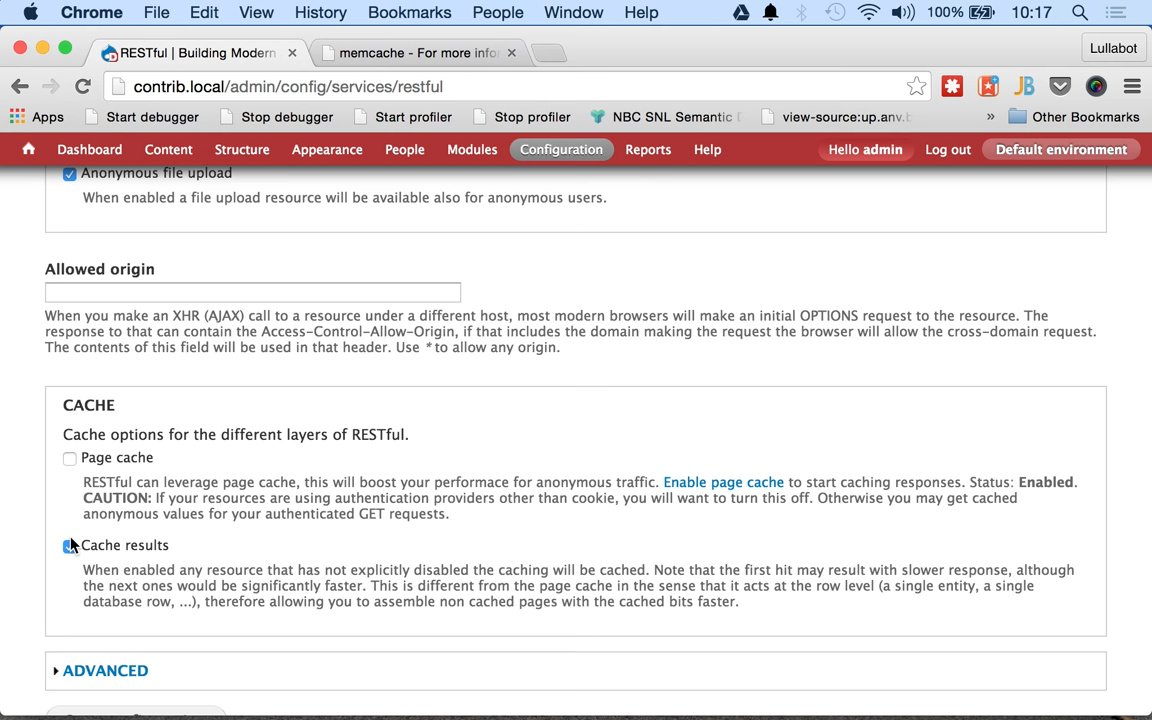 Chrome File Edit View History Bookmarks People Window Help 100% 10:17
RESTful | Building Modern memcache - For more info Lullabot
contrib.local/admin/config/services/restful
Apps Start debugger Stop debugger Start profiler Stop profiler NBC SNL Semantic view-source:up.anv. » Other Bookmarks
Dashboard Content Structure Appearance People Modules Configuration Reports Help Hello admin Log out Default environment
Anonymous file upload
When enabled a file upload resource will be available also for anonymous users.
Allowed origin
When you make an XHR (AJAX) call to a resource under a different host, most modern browsers will make an initial OPTIONS request to the resource. The
response to that can contain the Access-Control-Allow-Origin, if that includes the domain making the request the browser will allow the cross-domain request.
The contents of this field will be used in that header. Use * to allow any origin.
CACHE
Cache options for the different layers of RESTful.
Page cache
RESTful can leverage page cache, this will boost your performace for anonymous traffic. Enable page cache to start caching responses. Status: Enabled.
CAUTION: If your resources are using authentication providers other than cookie, you will want to turn this off. Otherwise you may get cached
anonymous values for your authenticated GET requests.
Cache results
When enabled any resource that has not explicitly disabled the caching will be cached. Note that the first hit may result with slower response, although
the next ones would be significantly faster. This is different from the page cache in the sense that it acts at the row level (a single entity, a single
database row, ...), therefore allowing you to assemble non cached pages with the cached bits faster.
ADVANCED